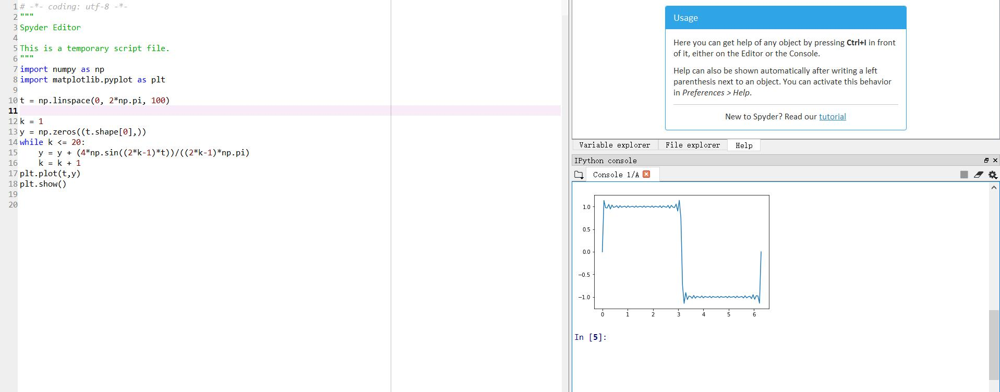 1 # -*- coding: utf-8 -*-
2 """
3 Spyder Editor
4
5 This is a temporary script file.
6 """
7 import numpy as np
8 import matplotlib.pyplot as plt
9
10 t = np.linspace(0, 2*np.pi, 100)
11
12 k = 1
13 y = np.zeros((t.shape[0],))
14 while k <= 20:
15     y = y + (4*np.sin((2*k-1)*t))/((2*k-1)*np.pi)
16     k = k + 1
17 plt.plot(t,y)
18 plt.show()
19
20
Usage
Here you can get help of any object by pressing Ctrl+I in front
of it, either on the Editor or the Console.
Help can also be shown automatically after writing a left
parenthesis next to an object. You can activate this behavior
in Preferences > Help.
New to Spyder? Read our tutorial
Variable explorer File explorer Help
IPython console
Console 1/A
1.0
0.5
0.0
−0.5
−1.0
0 1 2 3 4 5 6
In [5]: